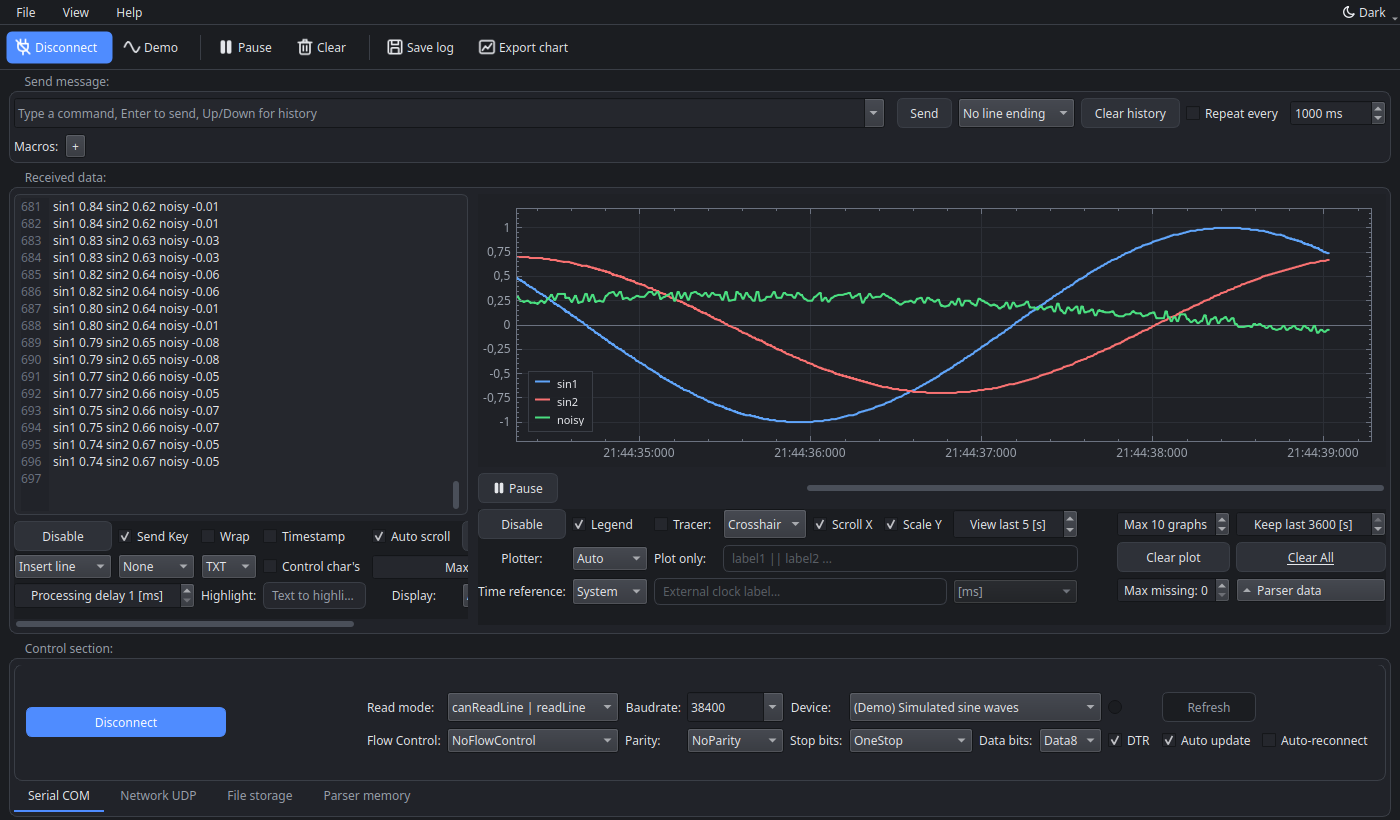 File View Help Dark
Disconnect Demo Pause Clear Save log Export chart
Send message:
Type a command, Enter to send, Up/Down for history Send No line ending Clear history Repeat every 1000 ms
Macros: +
Received data:
681 sin1 0.84 sin2 0.62 noisy -0.01
682 sin1 0.84 sin2 0.62 noisy -0.01
683 sin1 0.83 sin2 0.63 noisy -0.03
684 sin1 0.83 sin2 0.63 noisy -0.03
685 sin1 0.82 sin2 0.64 noisy -0.06
686 sin1 0.82 sin2 0.64 noisy -0.06
687 sin1 0.80 sin2 0.64 noisy -0.01
688 sin1 0.80 sin2 0.64 noisy -0.01
689 sin1 0.79 sin2 0.65 noisy -0.08
690 sin1 0.79 sin2 0.65 noisy -0.08
691 sin1 0.77 sin2 0.66 noisy -0.05
692 sin1 0.77 sin2 0.66 noisy -0.05
693 sin1 0.75 sin2 0.66 noisy -0.07
694 sin1 0.75 sin2 0.66 noisy -0.07
695 sin1 0.74 sin2 0.67 noisy -0.05
696 sin1 0.74 sin2 0.67 noisy -0.05
697
1
0,75
0,5
0,25
0
-0,25
-0,5
-0,75
-1
sin1
sin2
noisy
21:44:35:000 21:44:36:000 21:44:37:000 21:44:38:000 21:44:39:000
Pause
Disable Send Key Wrap Timestamp Auto scroll
Insert line None TXT Control char's Max
Processing delay 1 [ms] Highlight: Text to highli... Display:
Disable Legend Tracer: Crosshair Scroll X Scale Y View last 5 [s] Max 10 graphs Keep last 3600 [s]
Plotter: Auto Plot only: label1 || label2 ... Clear plot Clear All
Time reference: System External clock label... [ms] Max missing: 0 Parser data
Control section:
Disconnect
Read mode: canReadLine | readLine Baudrate: 38400 Device: (Demo) Simulated sine waves Refresh
Flow Control: NoFlowControl Parity: NoParity Stop bits: OneStop Data bits: Data8 DTR Auto update Auto-reconnect
Serial COM Network UDP File storage Parser memory